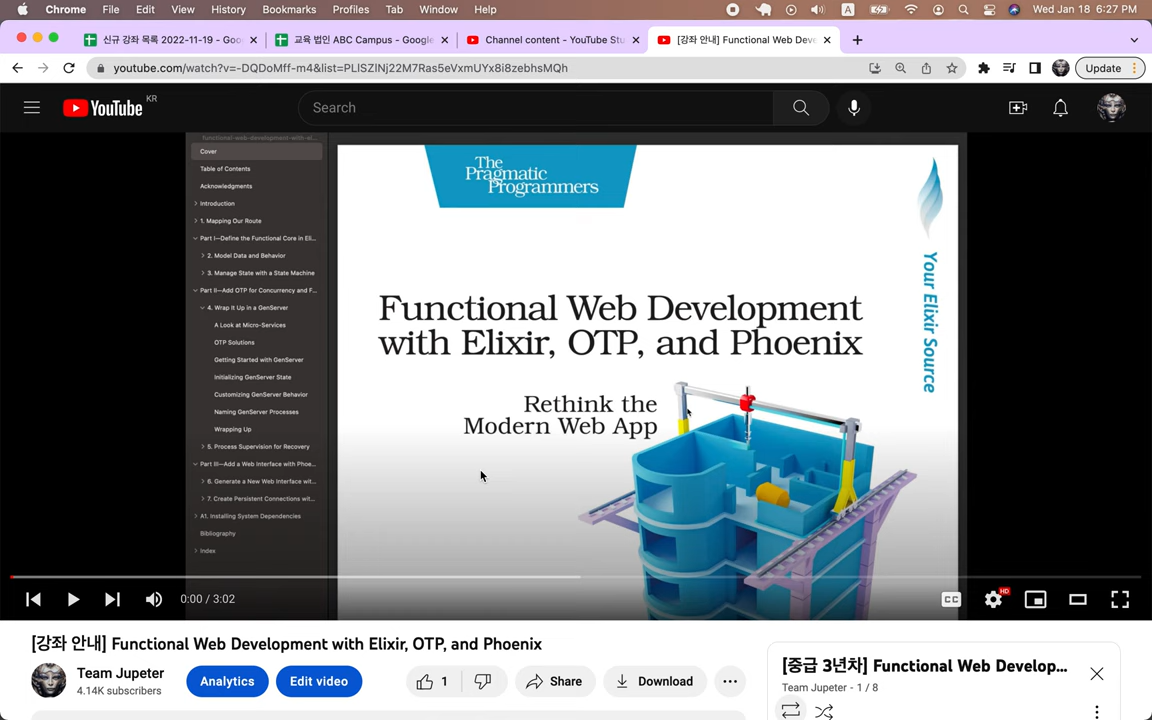 Chrome File Edit View History Bookmarks Profiles Tab Window Help A Wed Jan 18 6:27 PM
신규 강좌 목록 2022-11-19 - Goo
교육 법인 ABC Campus - Google
Channel content - YouTube Stu
[강좌 안내] Functional Web Deve
youtube.com/watch?v=-DQDoMff-m4&list=PLlSZlNj22M7Ras5eVxmUYx8i8zebhsMQh
Update
YouTube KR
Search
functional-web-development-with-el...
Cover
Table of Contents
Acknowledgments
Introduction
1. Mapping Our Route
Part I—Define the Functional Core in Eli...
2. Model Data and Behavior
3. Manage State with a State Machine
Part II—Add OTP for Concurrency and F...
4. Wrap It Up in a GenServer
A Look at Micro-Services
OTP Solutions
Getting Started with GenServer
Initializing GenServer State
Customizing GenServer Behavior
Naming GenServer Processes
Wrapping Up
5. Process Supervision for Recovery
Part III—Add a Web Interface with Phoe...
6. Generate a New Web Interface wit...
7. Create Persistent Connections wit...
A1. Installing System Dependencies
Bibliography
Index
The
Pragmatic
Programmers
Your Elixir Source
Functional Web Development
with Elixir, OTP, and Phoenix
Rethink the
Modern Web App
0:00 / 3:02
CC HD
[강좌 안내] Functional Web Development with Elixir, OTP, and Phoenix
Team Jupeter
4.14K subscribers
Analytics
Edit video
1
Share
Download
[중급 3년차] Functional Web Develop...
Team Jupeter - 1 / 8